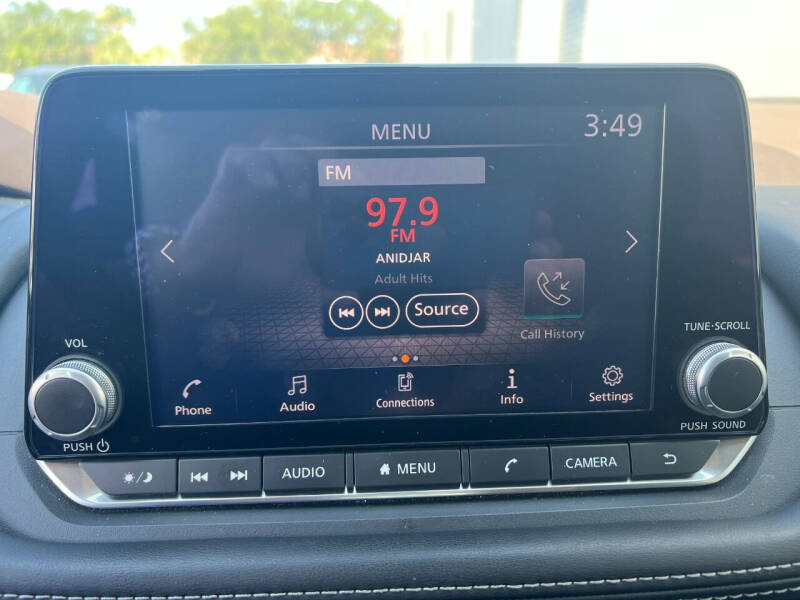 MENU
3:49
FM
97.9
FM
ANIDJAR
Adult Hits
Source
Call History
Phone
Audio
Connections
Info
Settings
VOL
PUSH
TUNE·SCROLL
PUSH SOUND
AUDIO
MENU
CAMERA